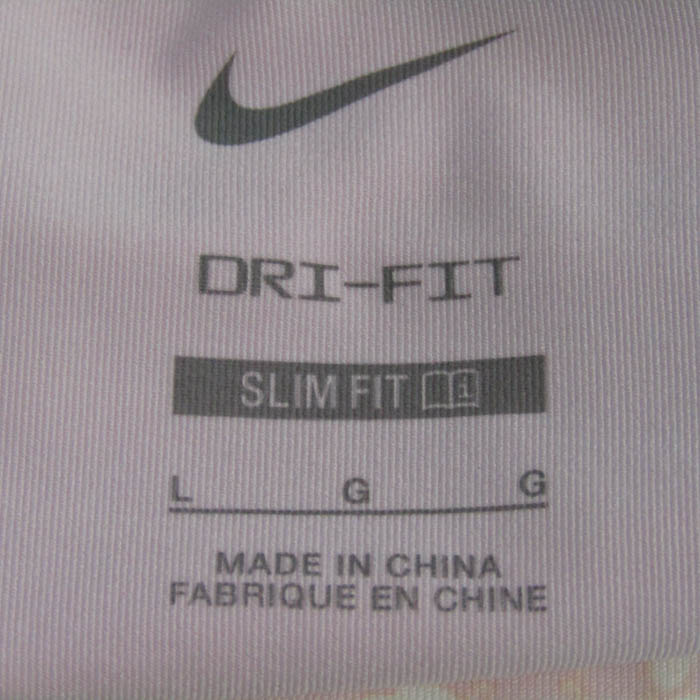 DRI-FIT
SLIM FIT
L G G
MADE IN CHINA
FABRIQUE EN CHINE